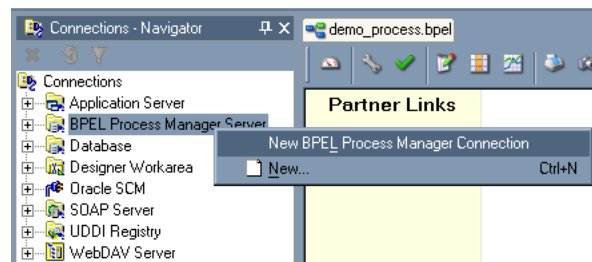 Connections - Navigator
demo_process.bpel
Connections
Application Server
BPEL Process Manager Server
Database
Designer Workarea
Oracle SCM
SOAP Server
UDDI Registry
WebDAV Server
Partner Links
New BPEL Process Manager Connection
New... Ctrl+N